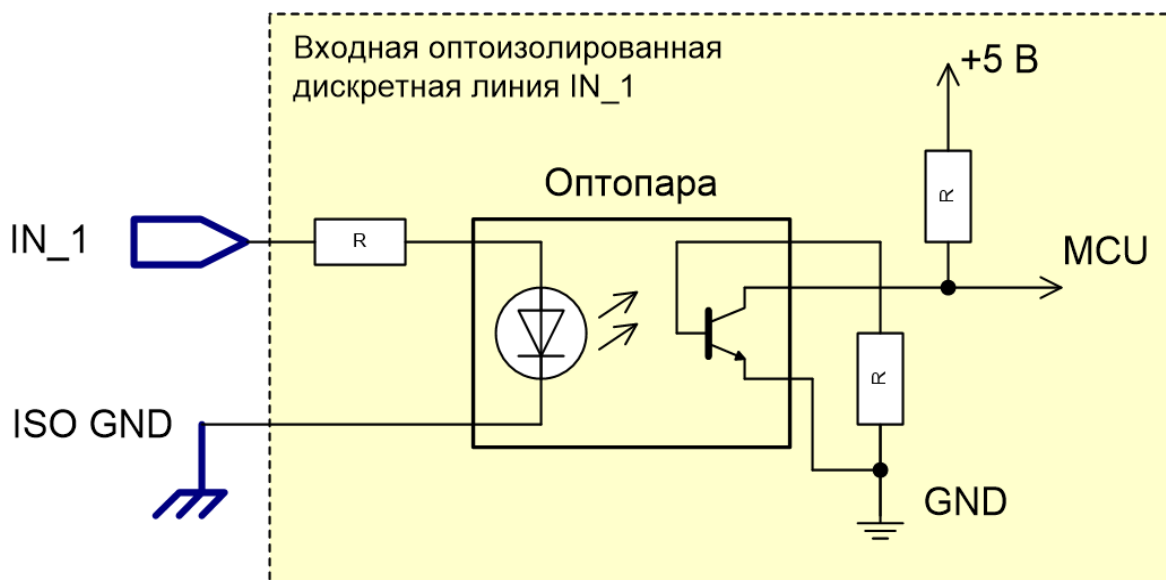 Входная оптоизолированная
дискретная линия IN_1
+5 В
Оптопара
R
IN_1
R
MCU
R
ISO GND
GND